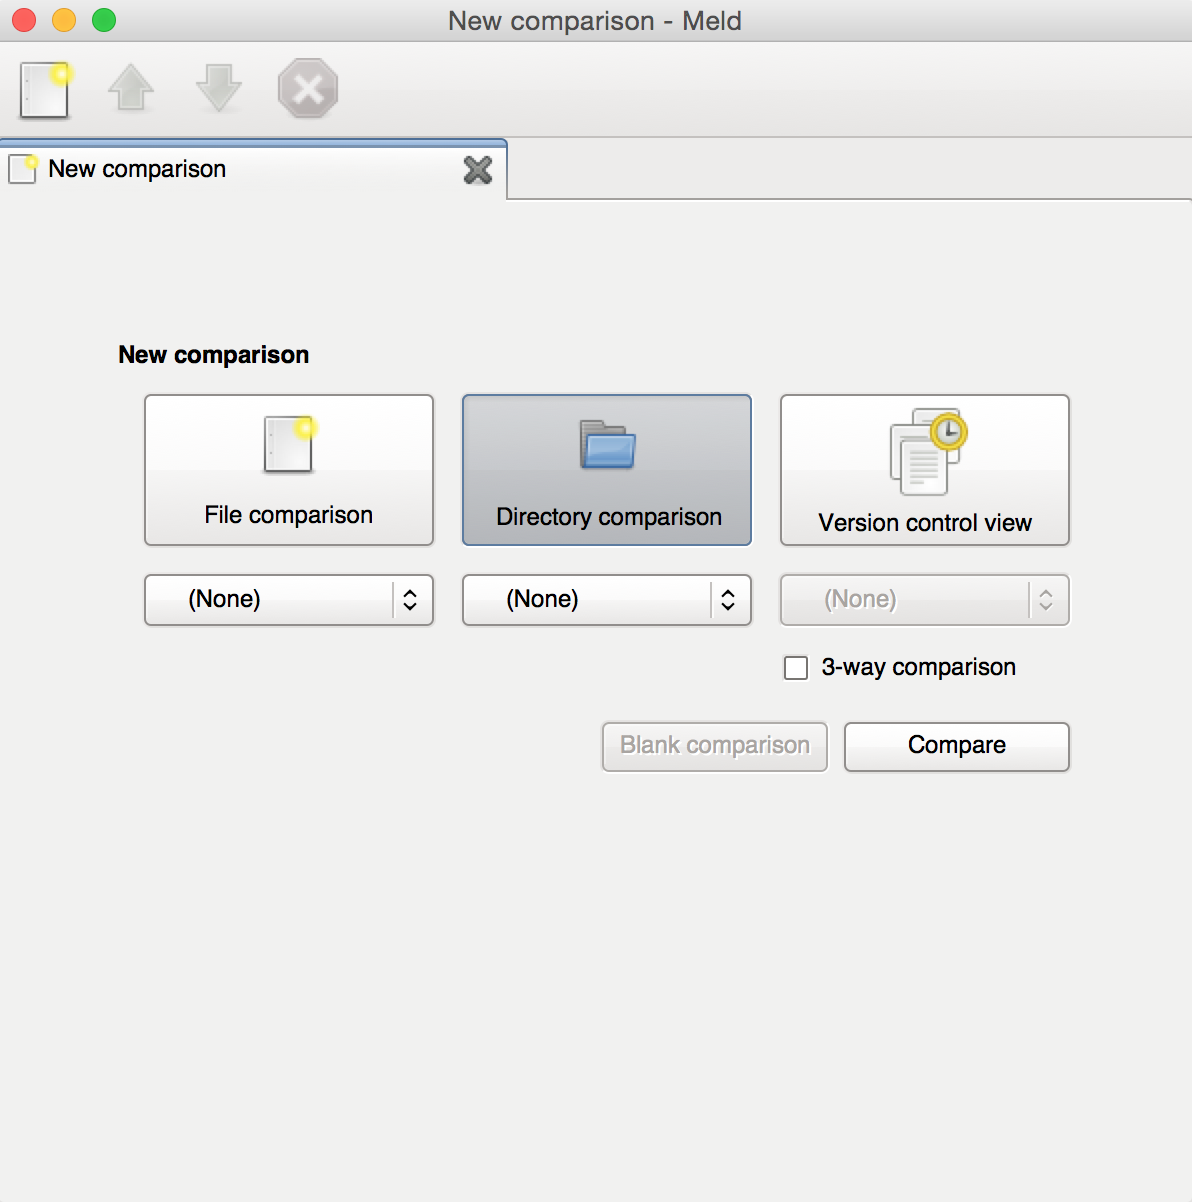 New comparison - Meld
New comparison
New comparison
File comparison
Directory comparison
Version control view
(None)
(None)
(None)
3-way comparison
Blank comparison
Compare